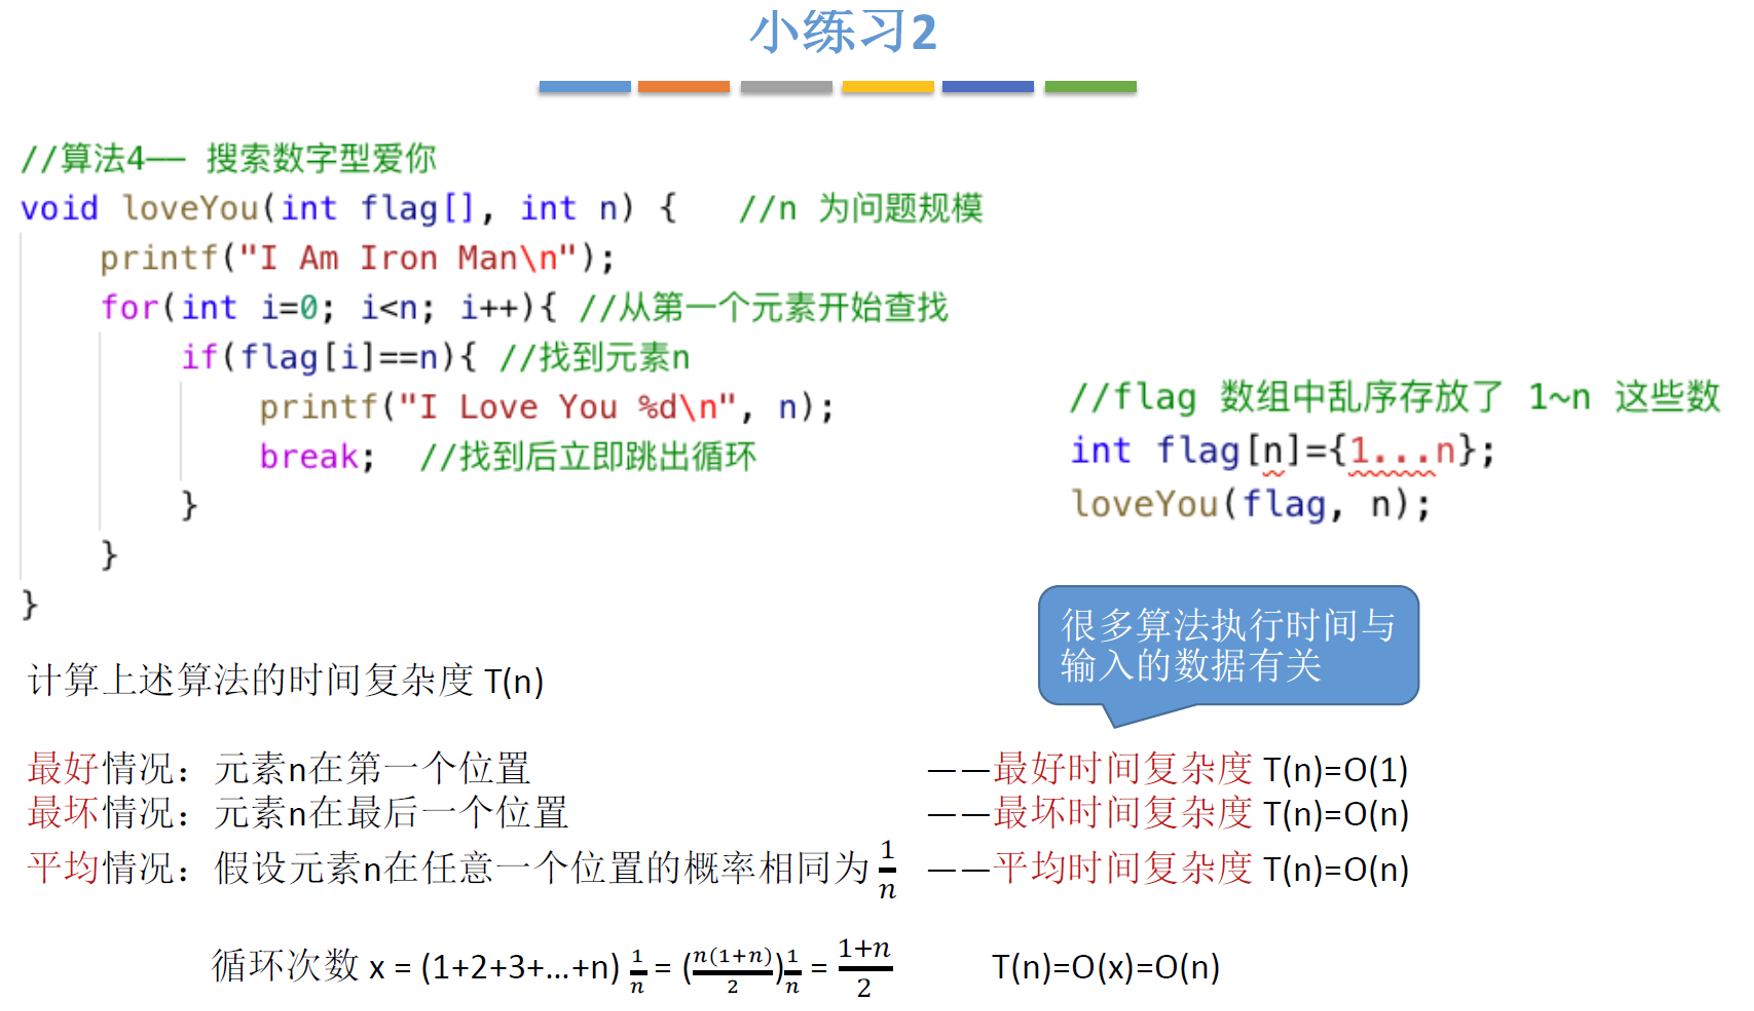 小练习2
//算法4—— 搜索数字型爱你
void loveYou(int flag[], int n) {   //n 为问题规模
    printf("I Am Iron Man\n");
    for(int i=0; i<n; i++){ //从第一个元素开始查找
        if(flag[i]==n){ //找到元素n
            printf("I Love You %d\n", n);
            break;  //找到后立即跳出循环
        }
    }
}
//flag 数组中乱序存放了 1~n 这些数
int flag[n]={1...n};
loveYou(flag, n);
很多算法执行时间与
输入的数据有关
计算上述算法的时间复杂度 T(n)
最好情况：元素n在第一个位置 ——最好时间复杂度 T(n)=O(1)
最坏情况：元素n在最后一个位置 ——最坏时间复杂度 T(n)=O(n)
平均情况：假设元素n在任意一个位置的概率相同为 1/n ——平均时间复杂度 T(n)=O(n)
循环次数 x = (1+2+3+…+n) 1/n = (n(1+n)/2) 1/n = (1+n)/2 T(n)=O(x)=O(n)